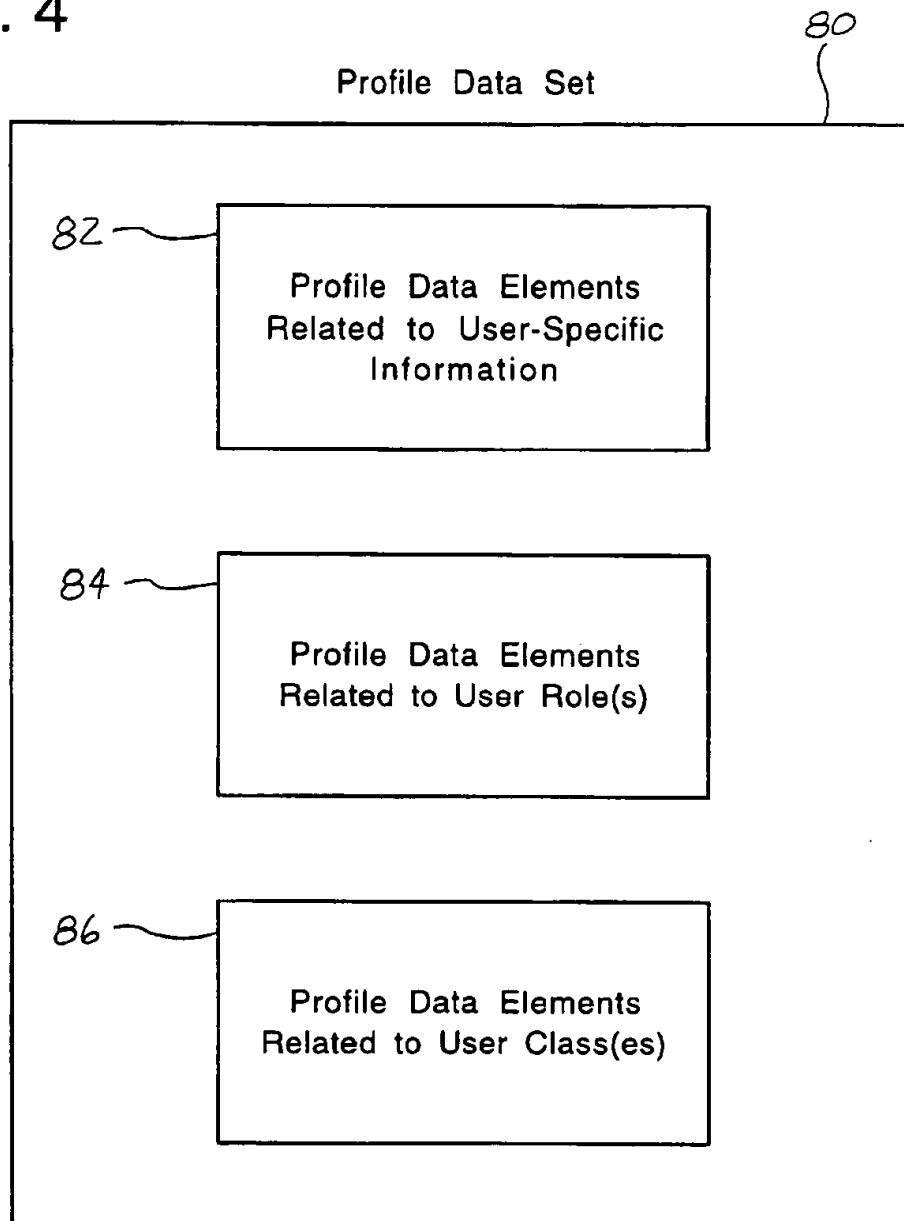 . 4
80
Profile Data Set
82
Profile Data Elements
Related to User-Specific
Information
84
Profile Data Elements
Related to User Role(s)
86
Profile Data Elements
Related to User Class(es)